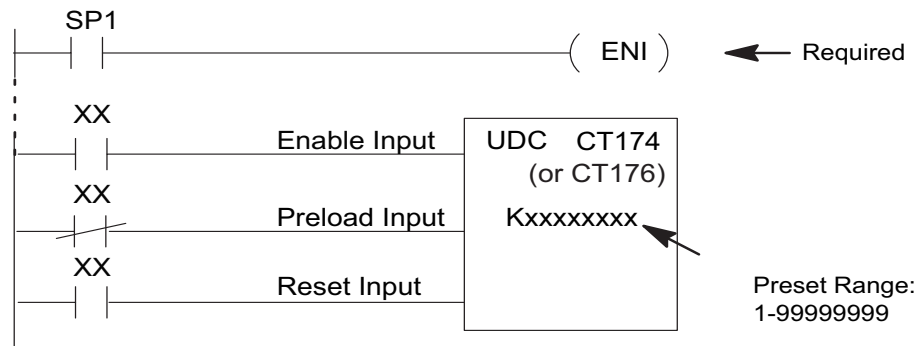 SP1
ENI
Required
XX
Enable Input
UDC CT174
(or CT176)
XX
Preload Input
Kxxxxxxxx
XX
Reset Input
Preset Range:
1-99999999